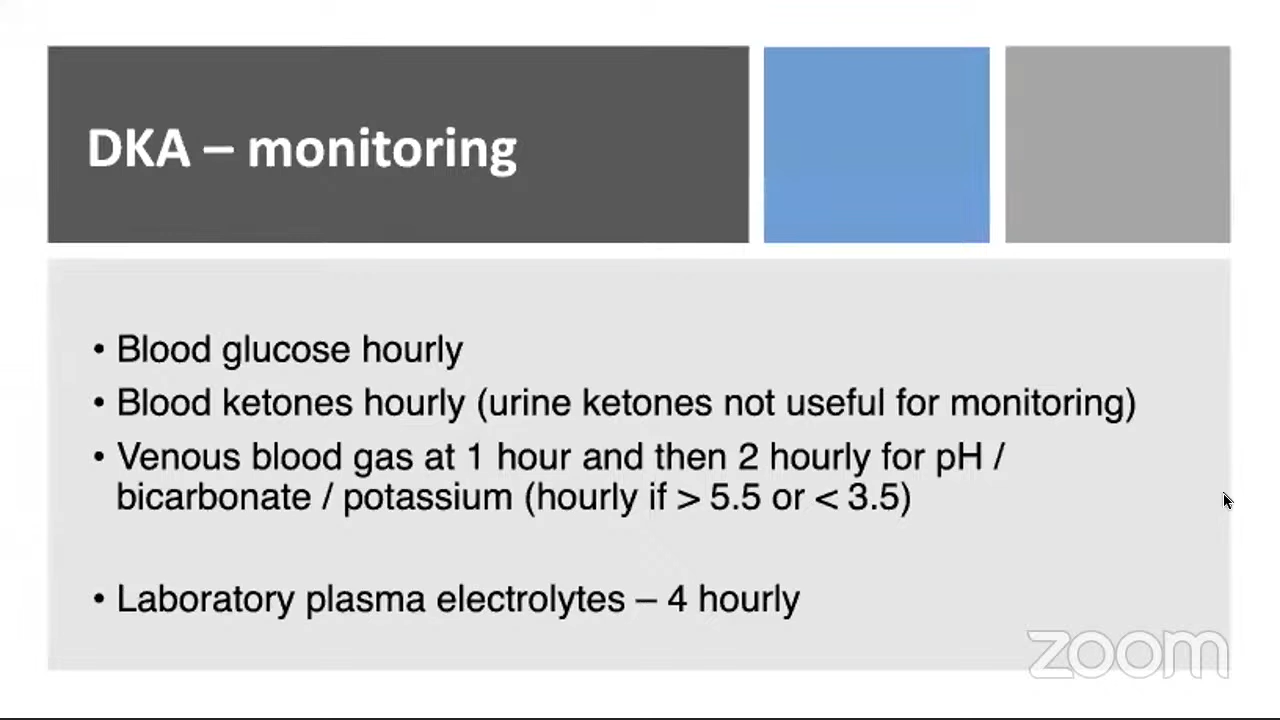 DKA – monitoring
• Blood glucose hourly
• Blood ketones hourly (urine ketones not useful for monitoring)
• Venous blood gas at 1 hour and then 2 hourly for pH /
bicarbonate / potassium (hourly if > 5.5 or < 3.5)
• Laboratory plasma electrolytes – 4 hourly
zoom